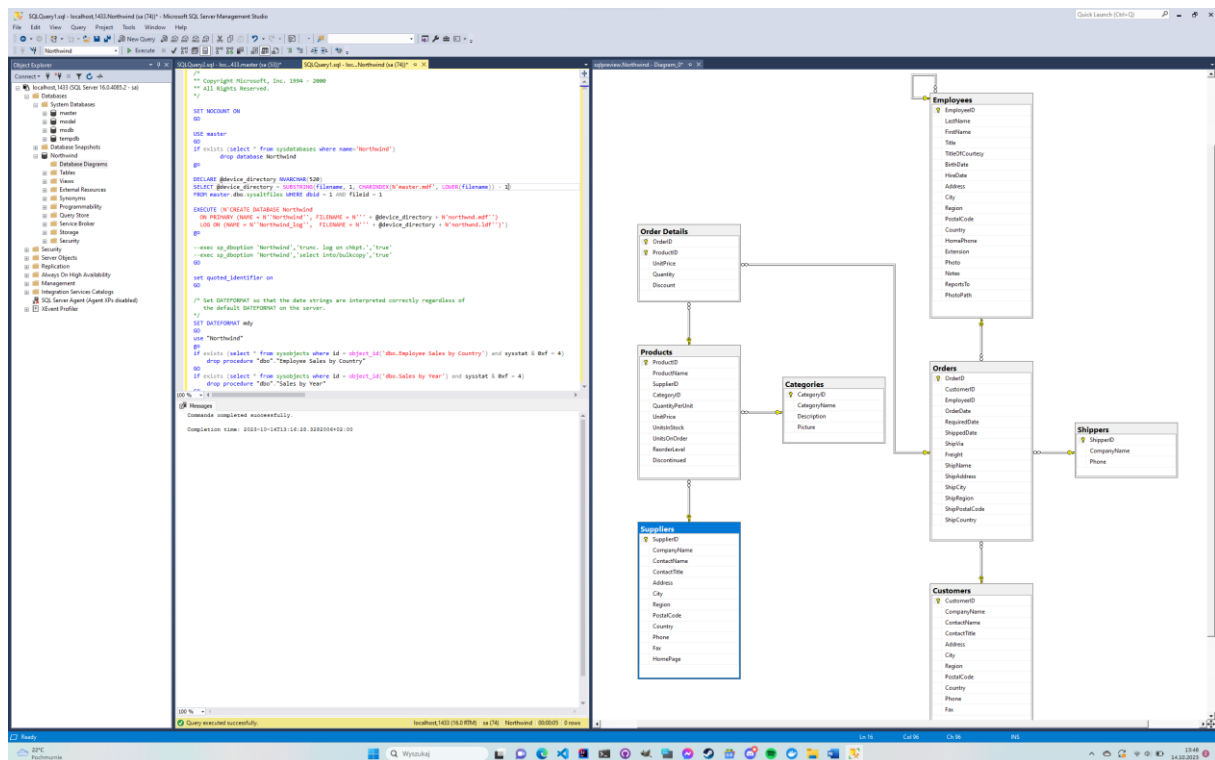 SQLQuery1.sql - localhost,1433.Northwind (sa (74))* - Microsoft SQL Server Management Studio
Quick Launch (Ctrl+Q)
File Edit View Query Project Tools Window Help
New Query
Northwind
Execute
Object Explorer
Connect
localhost,1433 (SQL Server 16.0.4085.2 - sa)
Databases
System Databases
master
model
msdb
tempdb
Database Snapshots
Northwind
Database Diagrams
Tables
Views
External Resources
Synonyms
Programmability
Query Store
Service Broker
Storage
Security
Security
Server Objects
Replication
Always On High Availability
Management
Integration Services Catalogs
SQL Server Agent (Agent XPs disabled)
XEvent Profiler
SQLQuery1.sql - loc...433.master (sa (53))*
SQLQuery1.sql - loc...Northwind (sa (74))*
/*
** Copyright Microsoft, Inc. 1994 - 2000
** All Rights Reserved.
*/
SET NOCOUNT ON
GO
USE master
GO
if exists (select * from sysdatabases where name='Northwind')
drop database Northwind
go
DECLARE @device_directory NVARCHAR(520)
SELECT @device_directory = SUBSTRING(filename, 1, CHARINDEX(N'master.mdf', LOWER(filename)) - 1)
FROM master.dbo.sysaltfiles WHERE dbid = 1 AND fileid = 1
EXECUTE (N'CREATE DATABASE Northwind
ON PRIMARY (NAME = N''Northwind'', FILENAME = N''' + @device_directory + N'northwnd.mdf'')
LOG ON (NAME = N''Northwind_log'', FILENAME = N''' + @device_directory + N'northwnd.ldf'')')
go
--exec sp_dboption 'Northwind','trunc. log on chkpt.','true'
--exec sp_dboption 'Northwind','select into/bulkcopy','true'
GO
set quoted_identifier on
GO
/* Set DATEFORMAT so that the date strings are interpreted correctly regardless of
the default DATEFORMAT on the server.
*/
SET DATEFORMAT mdy
GO
use "Northwind"
go
if exists (select * from sysobjects where id = object_id('dbo.Employee Sales by Country') and sysstat & 0xf = 4)
drop procedure "dbo"."Employee Sales by Country"
GO
if exists (select * from sysobjects where id = object_id('dbo.Sales by Year') and sysstat & 0xf = 4)
drop procedure "dbo"."Sales by Year"
100 %
Messages
Commands completed successfully.
100 %
Query executed successfully.
localhost,1433 (16.0 RTM) sa (74) Northwind 00:00:05 0 rows
sqlpreview.Northwind - Diagram_0*
Employees
EmployeeID
LastName
FirstName
Title
TitleOfCourtesy
BirthDate
HireDate
Address
City
Region
PostalCode
Country
HomePhone
Extension
Photo
Notes
ReportsTo
PhotoPath
Order Details
OrderID
ProductID
UnitPrice
Quantity
Discount
Products
ProductID
ProductName
SupplierID
CategoryID
QuantityPerUnit
UnitPrice
UnitsInStock
UnitsOnOrder
ReorderLevel
Discontinued
Categories
CategoryID
CategoryName
Description
Picture
Orders
OrderID
CustomerID
EmployeeID
OrderDate
RequiredDate
ShippedDate
ShipVia
Freight
ShipName
ShipAddress
ShipCity
ShipRegion
ShipPostalCode
ShipCountry
Shippers
ShipperID
CompanyName
Phone
Suppliers
SupplierID
CompanyName
ContactName
ContactTitle
Address
City
Region
PostalCode
Country
Phone
Fax
HomePage
Customers
CustomerID
CompanyName
ContactName
ContactTitle
Address
City
Region
PostalCode
Country
Phone
Fax
Ready
Ln 16 Col 96 Ch 96 INS
22°C
Pochmurnie
Wyszukaj
13:48
14.10.2023